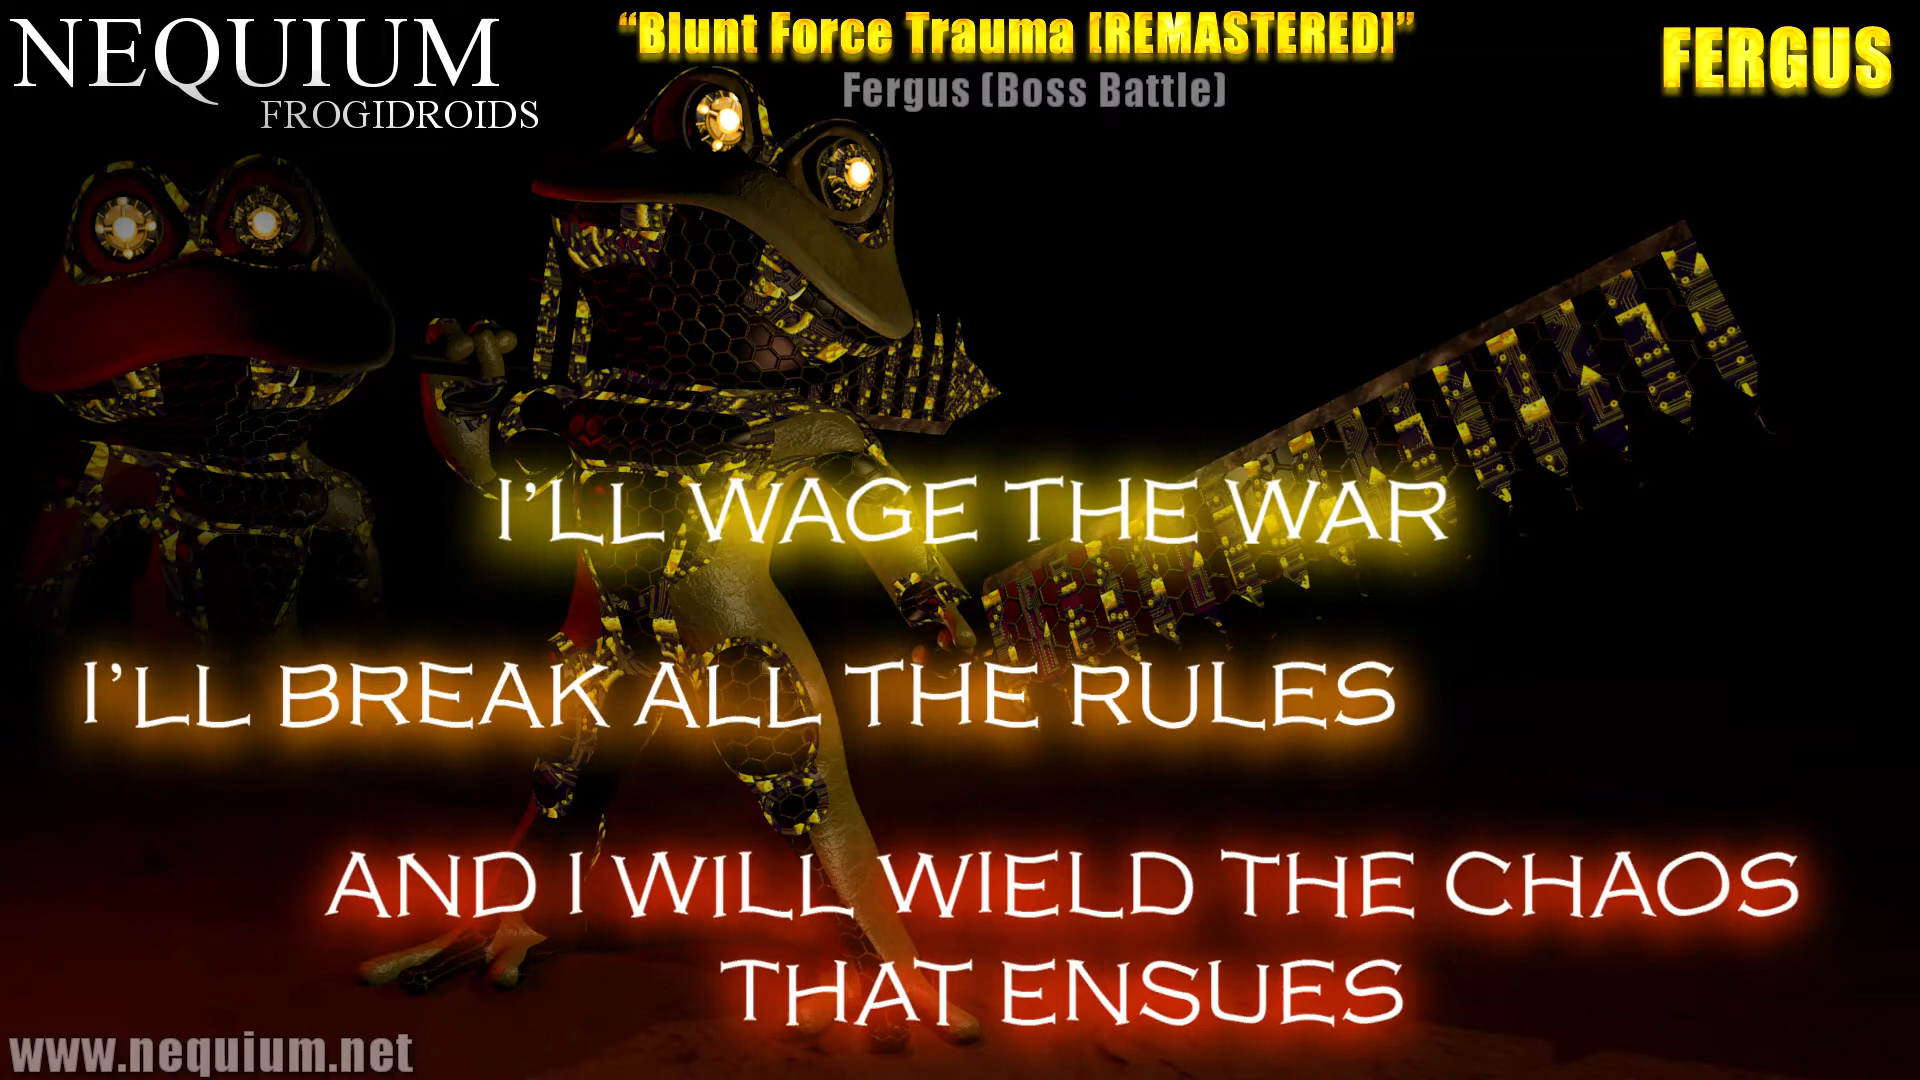 NEQUIUM
FROGIDROIDS
“Blunt Force Trauma [REMASTERED]”
Fergus (Boss Battle)
FERGUS
I’LL WAGE THE WAR
I’LL BREAK ALL THE RULES
AND I WILL WIELD THE CHAOS
THAT ENSUES
www.nequium.net